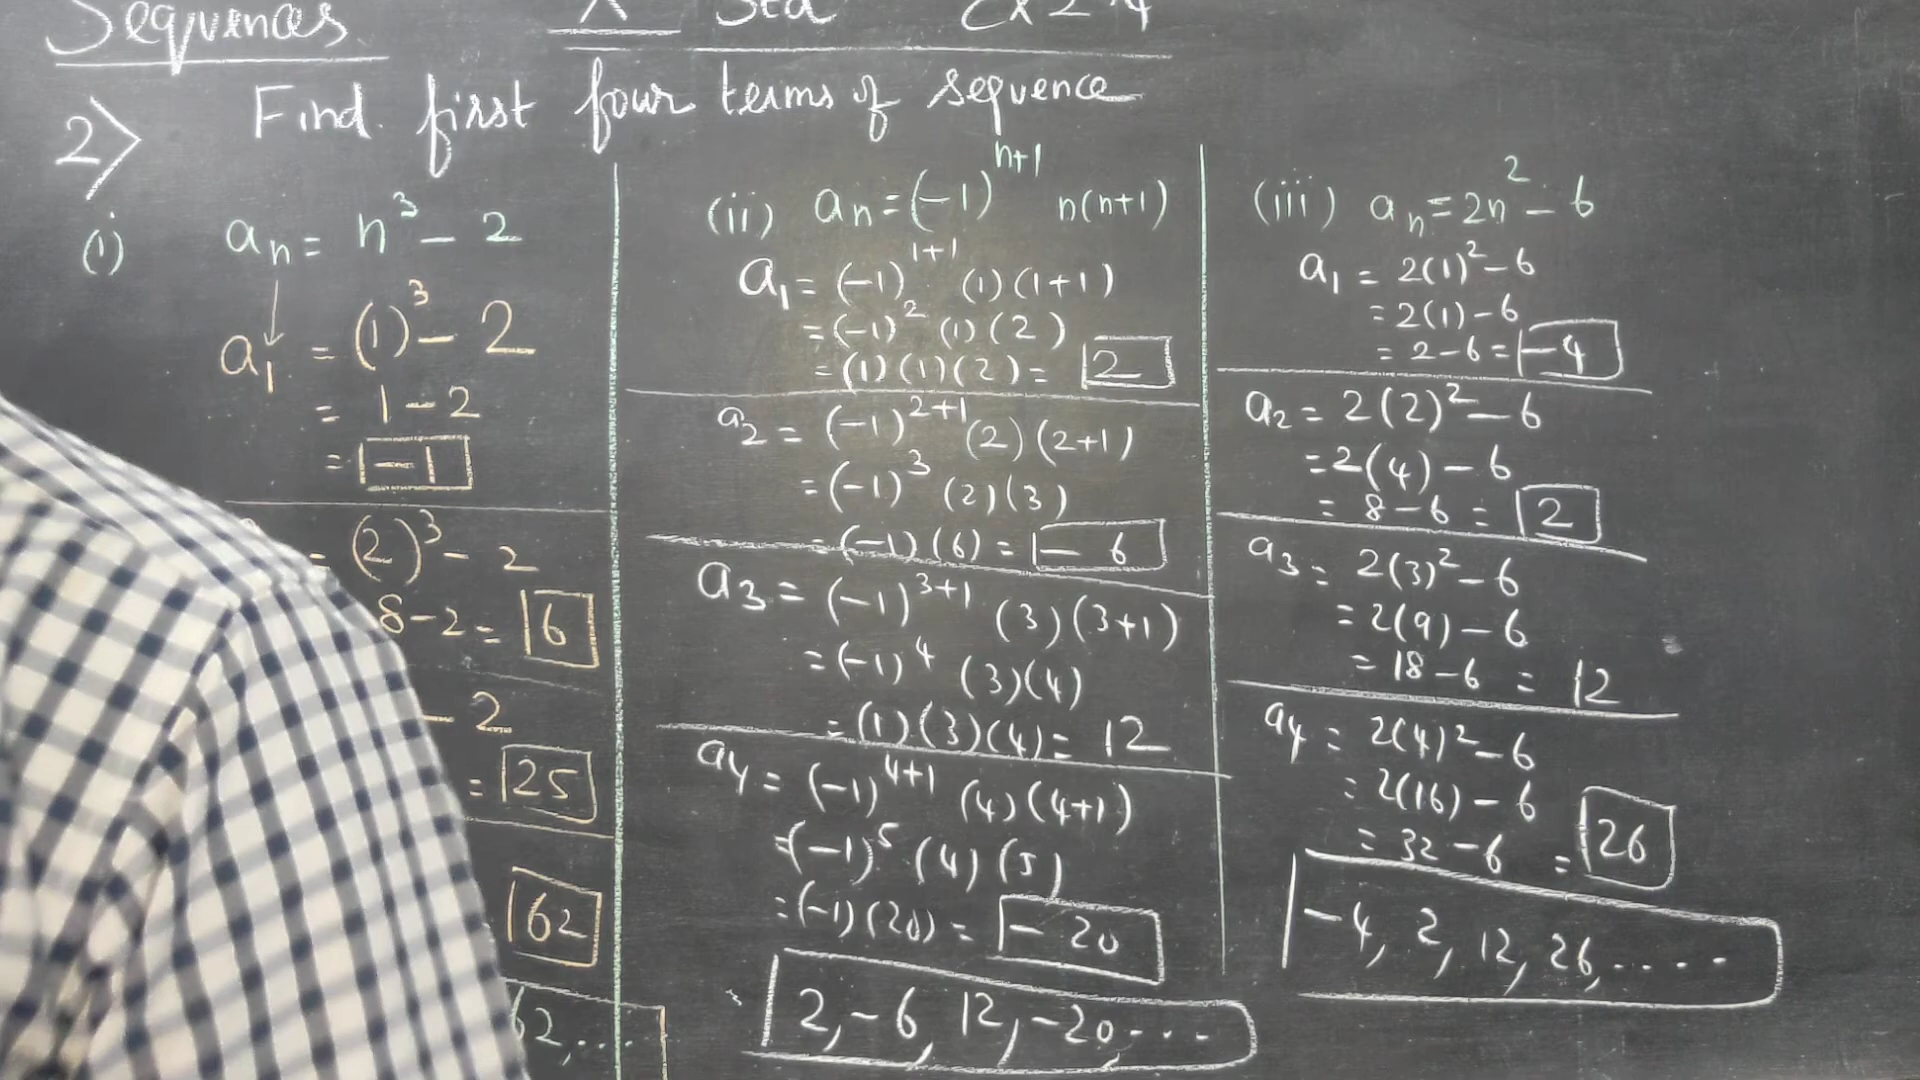 Sequences X Std Ex 2.4
2) Find first four terms of sequence
(i) aₙ = n³ - 2
a₁ = (1)³ - 2
= 1 - 2
= -1
= (2)³ - 2
8 - 2 = 6
- 2
= 25
62
62, ...
(ii) aₙ = (-1)ⁿ⁺¹ n(n+1)
a₁ = (-1)¹⁺¹ (1)(1+1)
= (-1)² (1)(2)
= (1)(1)(2) = 2
a₂ = (-1)²⁺¹ (2)(2+1)
= (-1)³ (2)(3)
= (-1)(6) = -6
a₃ = (-1)³⁺¹ (3)(3+1)
= (-1)⁴ (3)(4)
= (1)(3)(4) = 12
a₄ = (-1)⁴⁺¹ (4)(4+1)
= (-1)⁵ (4)(5)
= (-1)(20) = -20
2, -6, 12, -20, ...
(iii) aₙ = 2n² - 6
a₁ = 2(1)² - 6
= 2(1) - 6
= 2 - 6 = -4
a₂ = 2(2)² - 6
= 2(4) - 6
= 8 - 6 = 2
a₃ = 2(3)² - 6
= 2(9) - 6
= 18 - 6 = 12
a₄ = 2(4)² - 6
= 2(16) - 6
= 32 - 6 = 26
-4, 2, 12, 26, .....